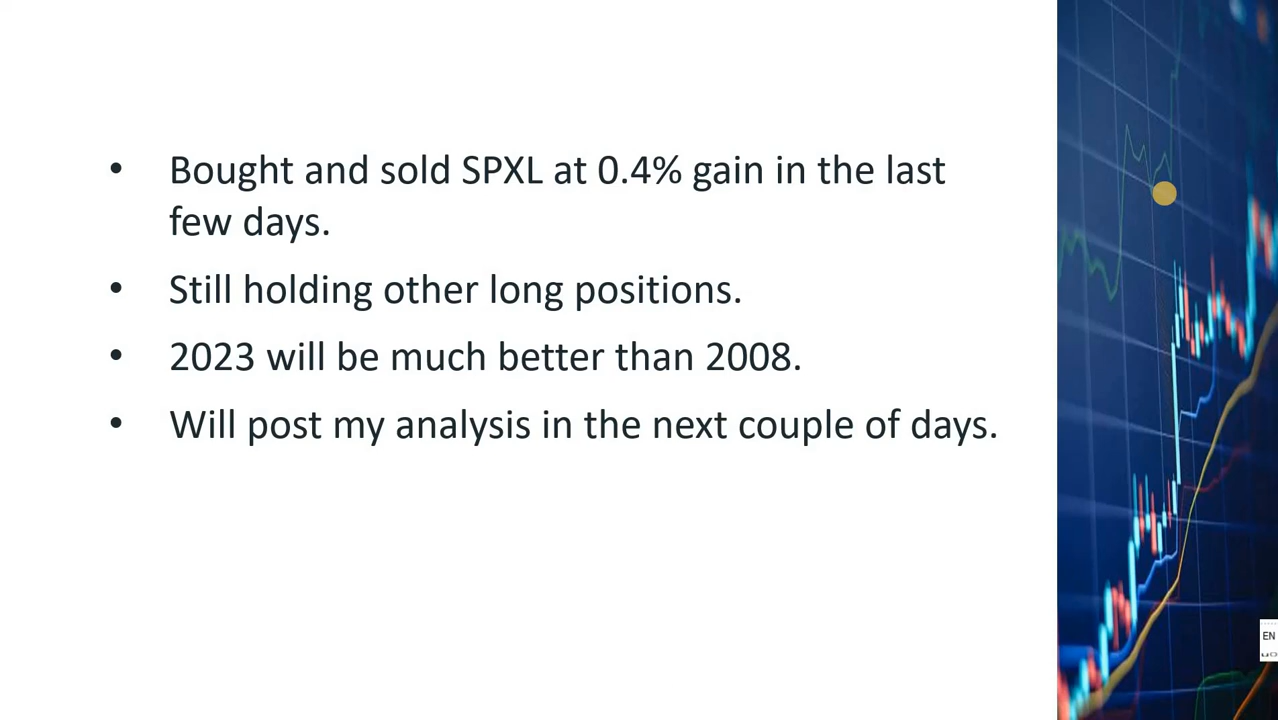 • Bought and sold SPXL at 0.4% gain in the last
few days.
• Still holding other long positions.
• 2023 will be much better than 2008.
• Will post my analysis in the next couple of days.
EN